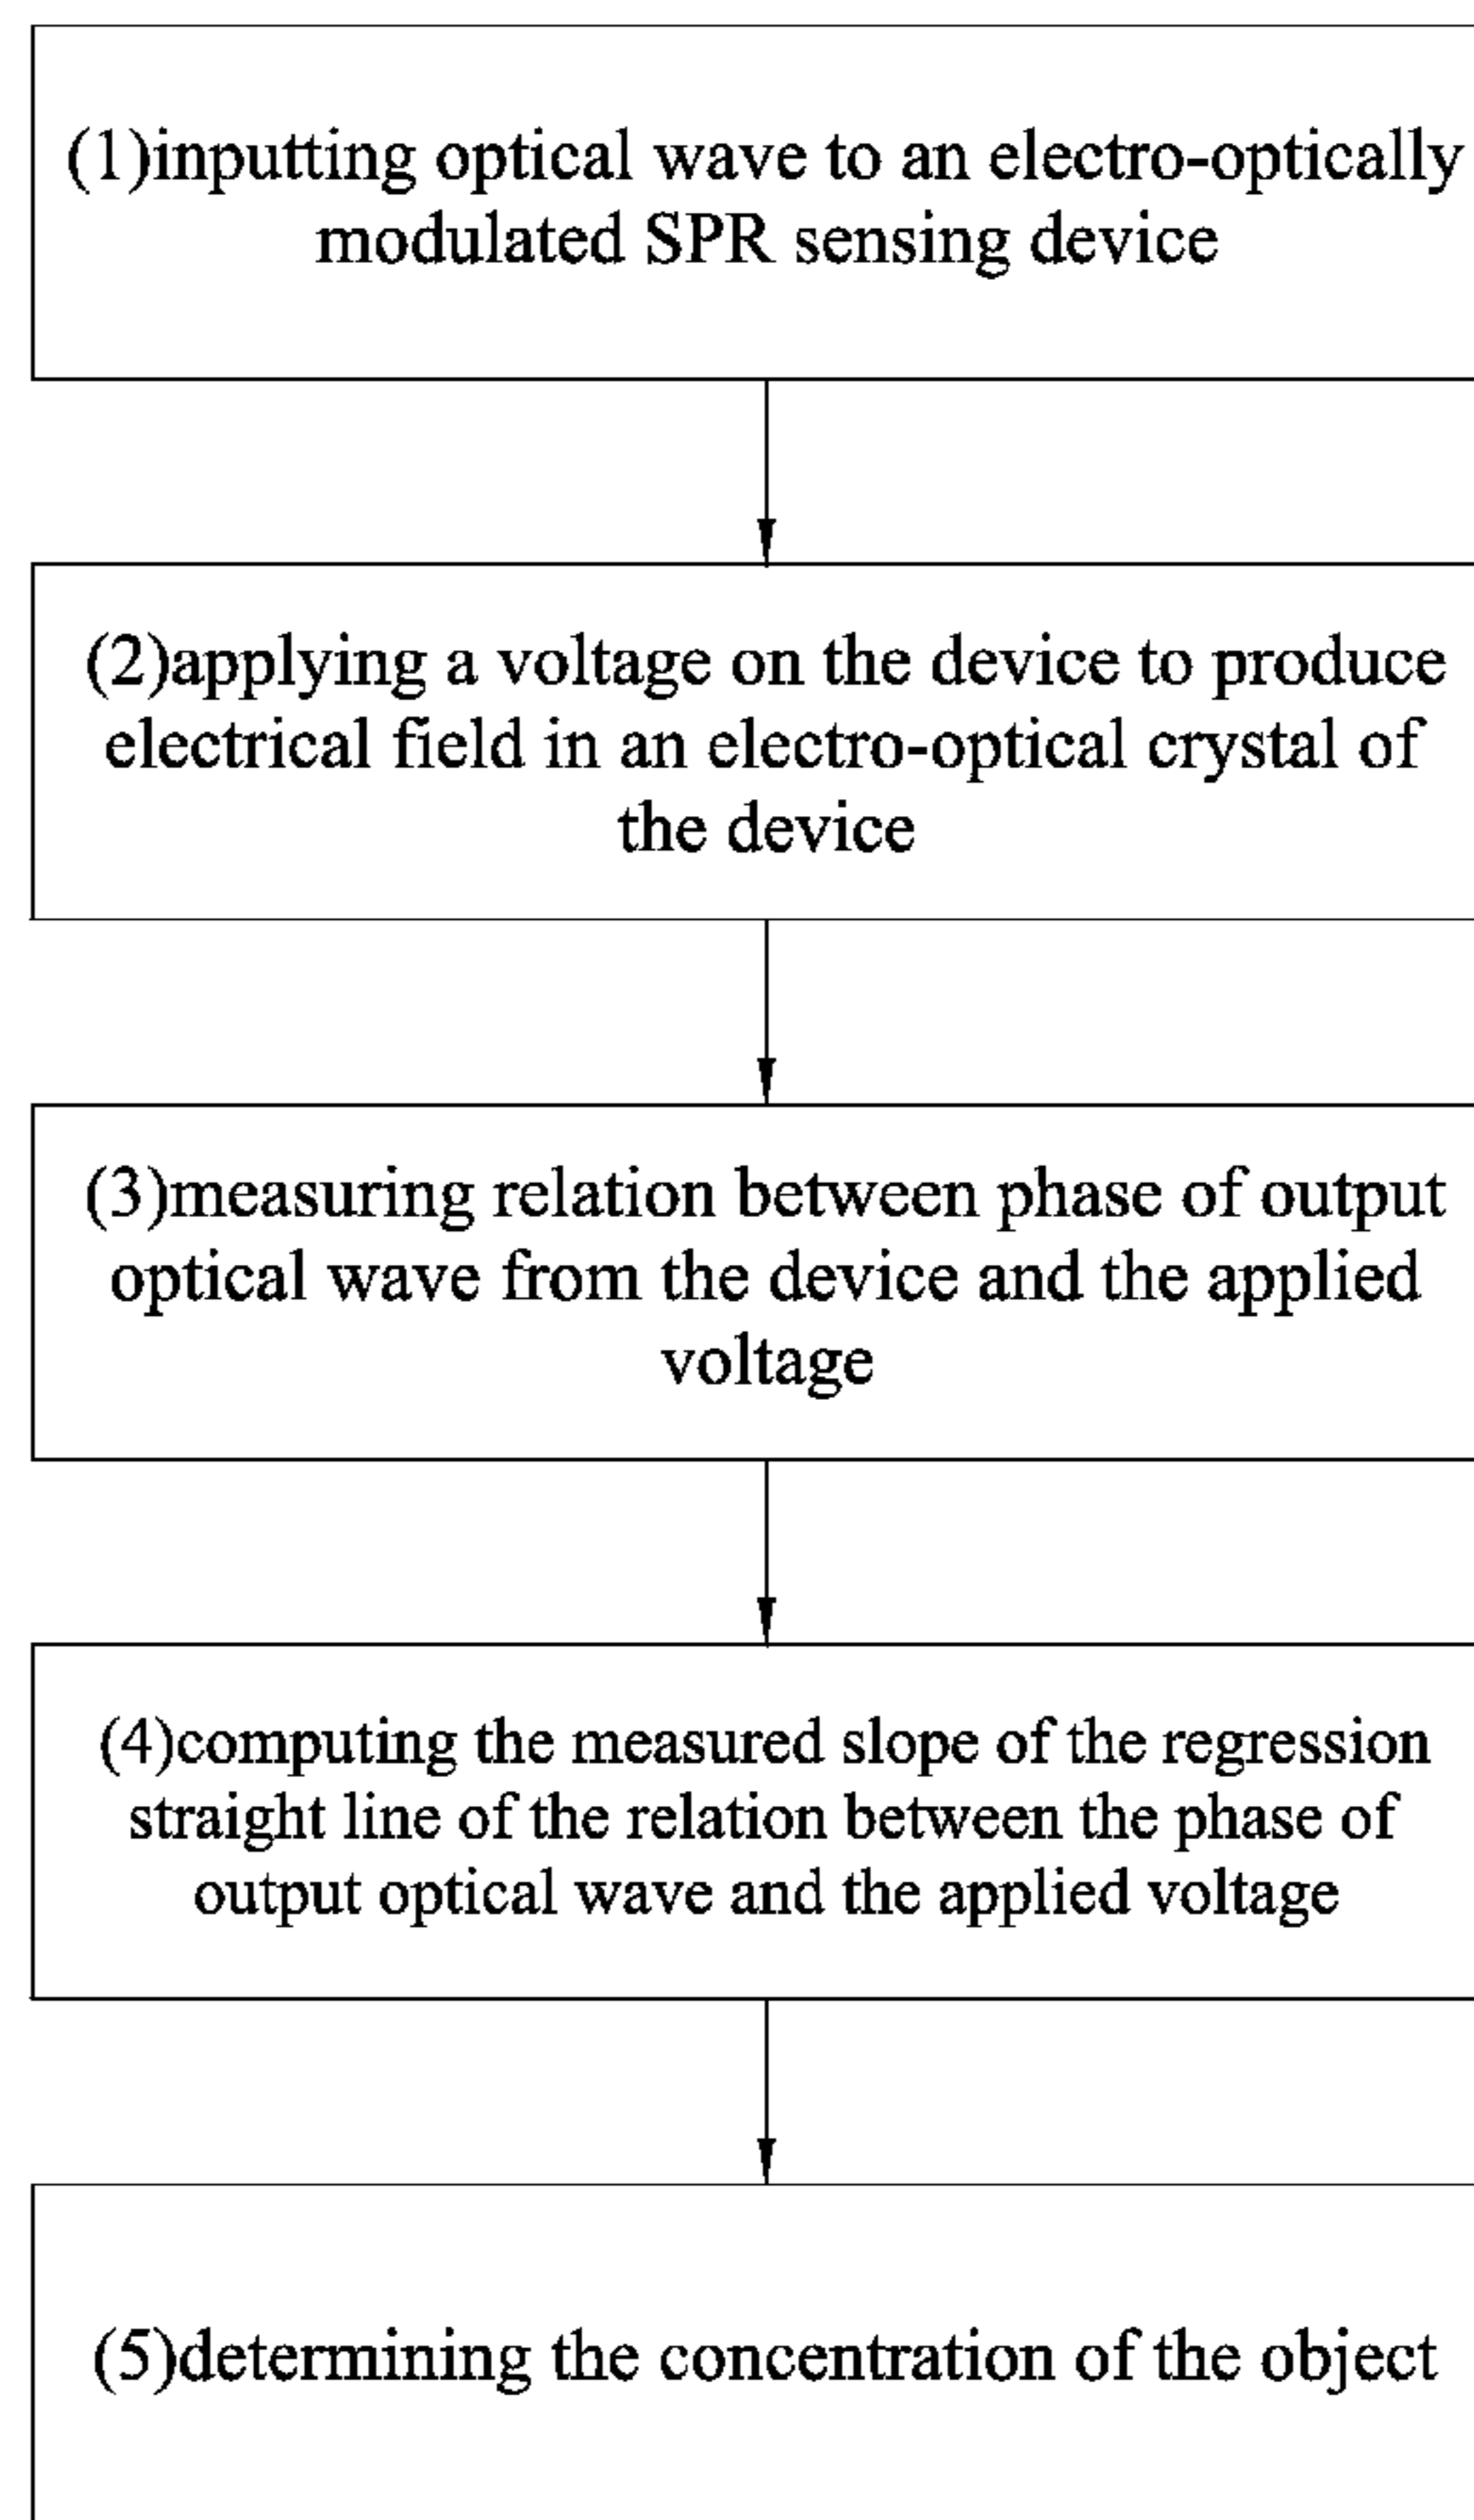 (1)inputting optical wave to an electro-optically
modulated SPR sensing device
(2)applying a voltage on the device to produce
electrical field in an electro-optical crystal of
the device
(3)measuring relation between phase of output
optical wave from the device and the applied
voltage
(4)computing the measured slope of the regression
straight line of the relation between the phase of
output optical wave and the applied voltage
(5)determining the concentration of the object